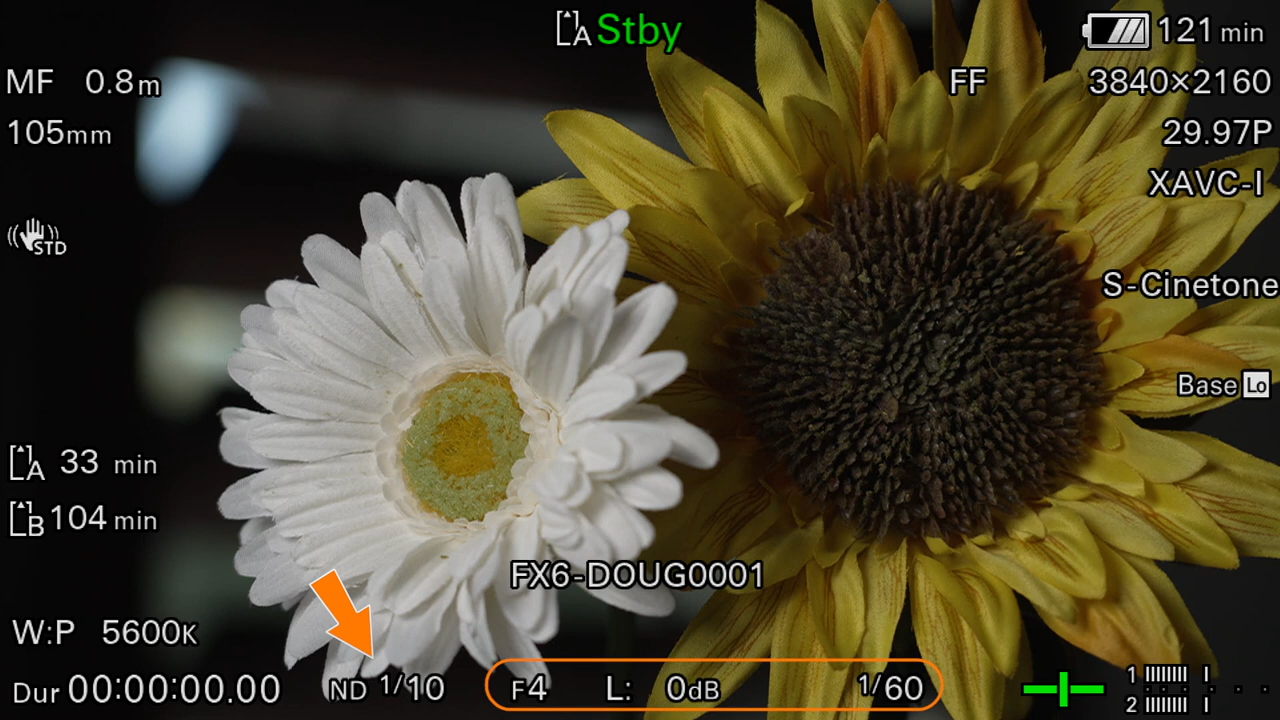 A Stby
121 min
MF 0.8m
FF 3840×2160
105mm
29.97P
XAVC-I
STD
S-Cinetone
Base Lo
A 33 min
B 104 min
FX6-DOUG0001
W:P 5600K
Dur 00:00:00.00 ND 1/10 F4 L: 0dB 1/60
1
2